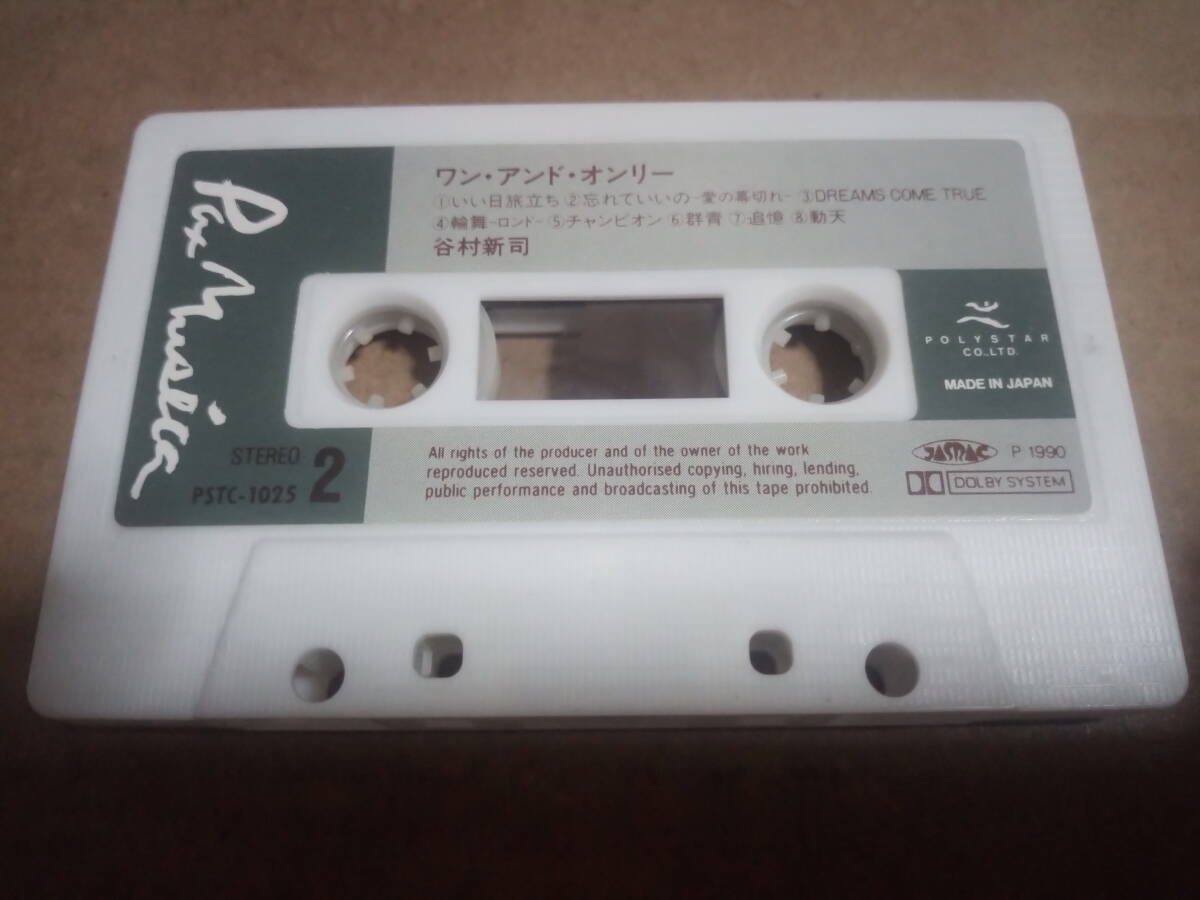 Pax Musica
ワン・アンド・オンリー
①いい日旅立ち ②忘れていいの -愛の幕切れ- ③DREAMS COME TRUE
④輪舞-ロンド- ⑤チャンピオン ⑥群青 ⑦追憶 ⑧動天
谷村新司
POLYSTAR
CO.,LTD.
MADE IN JAPAN
STEREO 2
PSTC-1025
All rights of the producer and of the owner of the work
reproduced reserved. Unauthorised copying, hiring, lending,
public performance and broadcasting of this tape prohibited.
JASRAC P 1990
DOLBY SYSTEM